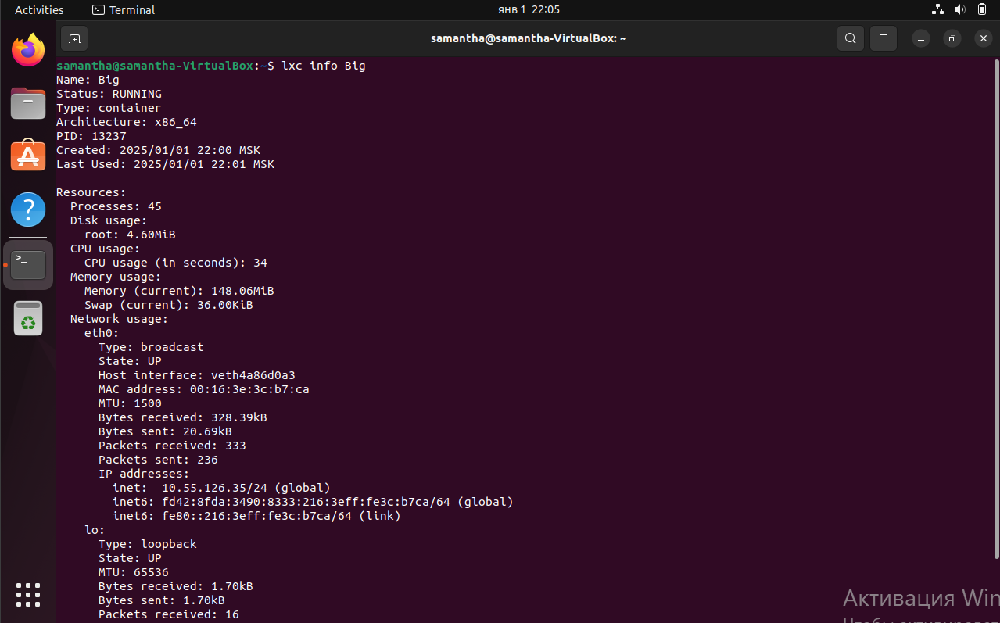 Activities Terminal янв 1 22:05
samantha@samantha-VirtualBox: ~
samantha@samantha-VirtualBox:~$ lxc info Big
Name: Big
Status: RUNNING
Type: container
Architecture: x86_64
PID: 13237
Created: 2025/01/01 22:00 MSK
Last Used: 2025/01/01 22:01 MSK
Resources:
Processes: 45
Disk usage:
root: 4.60MiB
CPU usage:
CPU usage (in seconds): 34
Memory usage:
Memory (current): 148.06MiB
Swap (current): 36.00KiB
Network usage:
eth0:
Type: broadcast
State: UP
Host interface: veth4a86d0a3
MAC address: 00:16:3e:3c:b7:ca
MTU: 1500
Bytes received: 328.39kB
Bytes sent: 20.69kB
Packets received: 333
Packets sent: 236
IP addresses:
inet: 10.55.126.35/24 (global)
inet6: fd42:8fda:3490:8333:216:3eff:fe3c:b7ca/64 (global)
inet6: fe80::216:3eff:fe3c:b7ca/64 (link)
lo:
Type: loopback
State: UP
MTU: 65536
Bytes received: 1.70kB
Bytes sent: 1.70kB
Packets received: 16
Активация Win